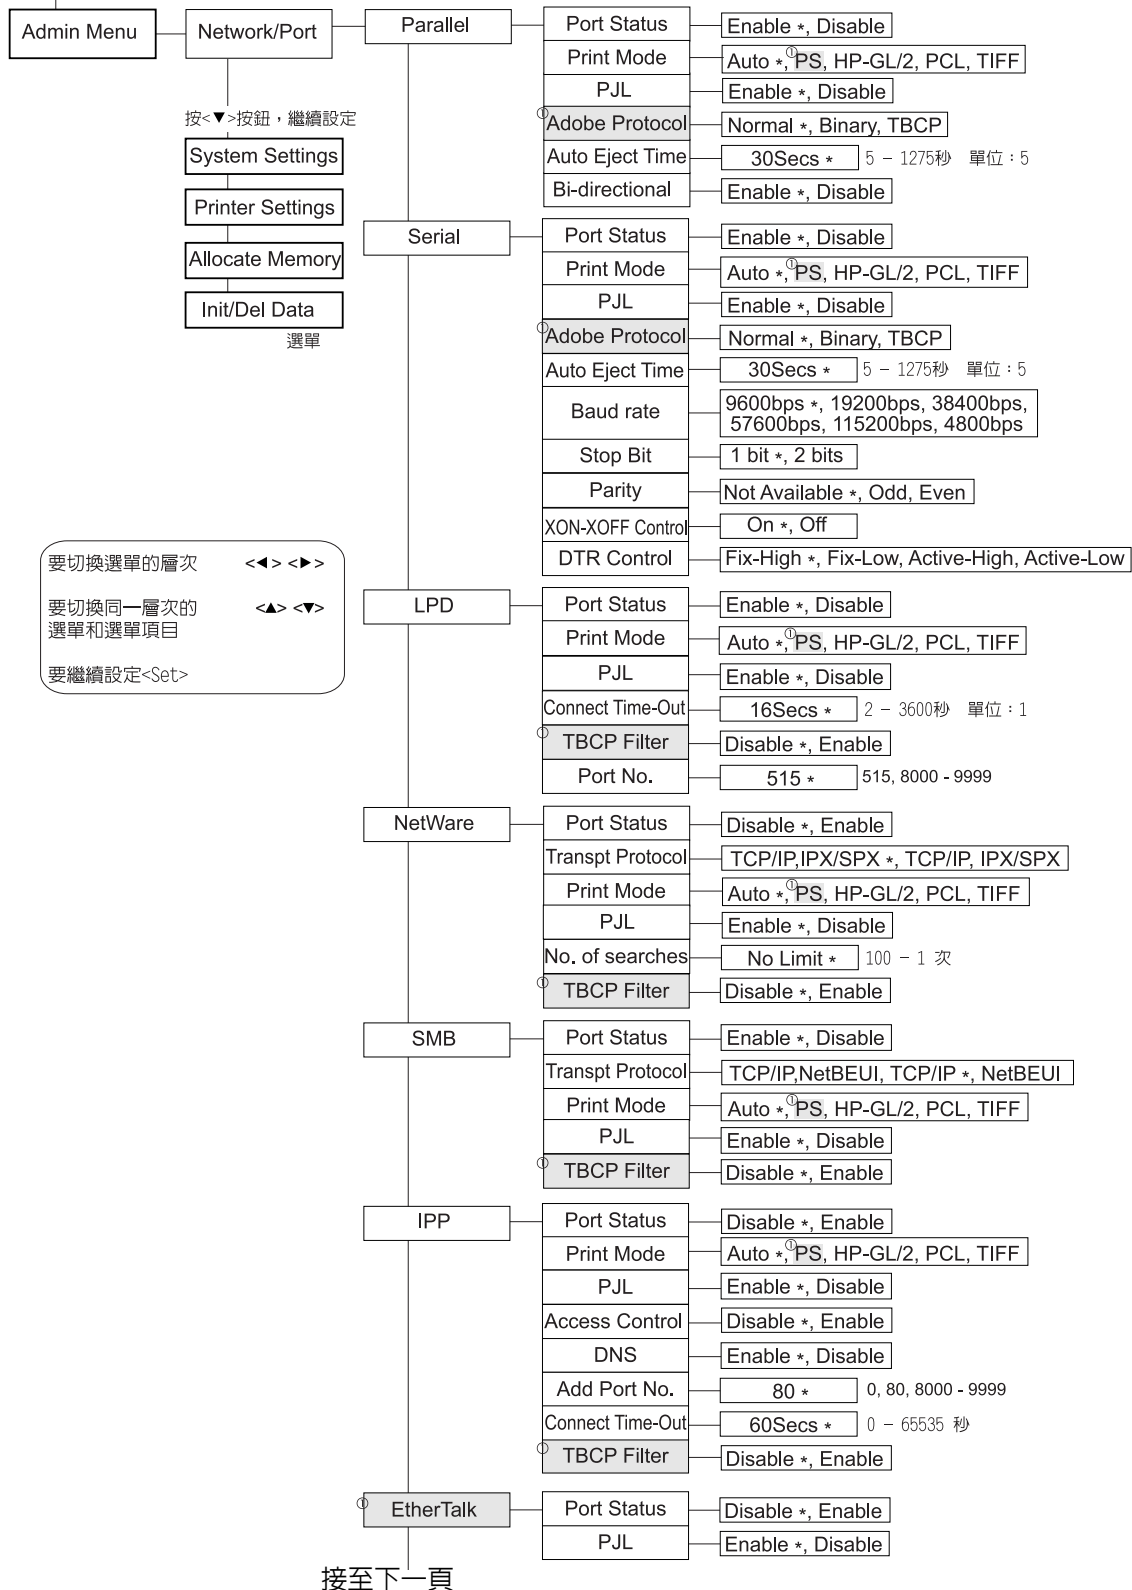 Admin Menu
Network/Port
按<▼>按鈕，繼續設定
System Settings
Printer Settings
Allocate Memory
Init/Del Data
選單
要切換選單的層次 <◀> <▶>
要切換同一層次的 <▲> <▼>
選單和選單項目
要繼續設定<Set>
Parallel
Port Status Enable *, Disable
Print Mode Auto *, ①PS, HP-GL/2, PCL, TIFF
PJL Enable *, Disable
①Adobe Protocol Normal *, Binary, TBCP
Auto Eject Time 30Secs * 5 - 1275秒 單位：5
Bi-directional Enable *, Disable
Serial
Port Status Enable *, Disable
Print Mode Auto *, ①PS, HP-GL/2, PCL, TIFF
PJL Enable *, Disable
①Adobe Protocol Normal *, Binary, TBCP
Auto Eject Time 30Secs * 5 - 1275秒 單位：5
Baud rate 9600bps *, 19200bps, 38400bps,
57600bps, 115200bps, 4800bps
Stop Bit 1 bit *, 2 bits
Parity Not Available *, Odd, Even
XON-XOFF Control On *, Off
DTR Control Fix-High *, Fix-Low, Active-High, Active-Low
LPD
Port Status Enable *, Disable
Print Mode Auto *, ①PS, HP-GL/2, PCL, TIFF
PJL Enable *, Disable
Connect Time-Out 16Secs * 2 - 3600秒 單位：1
① TBCP Filter Disable *, Enable
Port No. 515 * 515, 8000 - 9999
NetWare
Port Status Disable *, Enable
Transpt Protocol TCP/IP,IPX/SPX *, TCP/IP, IPX/SPX
Print Mode Auto *, ①PS, HP-GL/2, PCL, TIFF
PJL Enable *, Disable
No. of searches No Limit * 100 - 1 次
① TBCP Filter Disable *, Enable
SMB
Port Status Enable *, Disable
Transpt Protocol TCP/IP,NetBEUI, TCP/IP *, NetBEUI
Print Mode Auto *, ①PS, HP-GL/2, PCL, TIFF
PJL Enable *, Disable
① TBCP Filter Disable *, Enable
IPP
Port Status Disable *, Enable
Print Mode Auto *, ①PS, HP-GL/2, PCL, TIFF
PJL Enable *, Disable
Access Control Disable *, Enable
DNS Enable *, Disable
Add Port No. 80 * 0, 80, 8000 - 9999
Connect Time-Out 60Secs * 0 - 65535 秒
① TBCP Filter Disable *, Enable
① EtherTalk
Port Status Disable *, Enable
PJL Enable *, Disable
接至下一頁